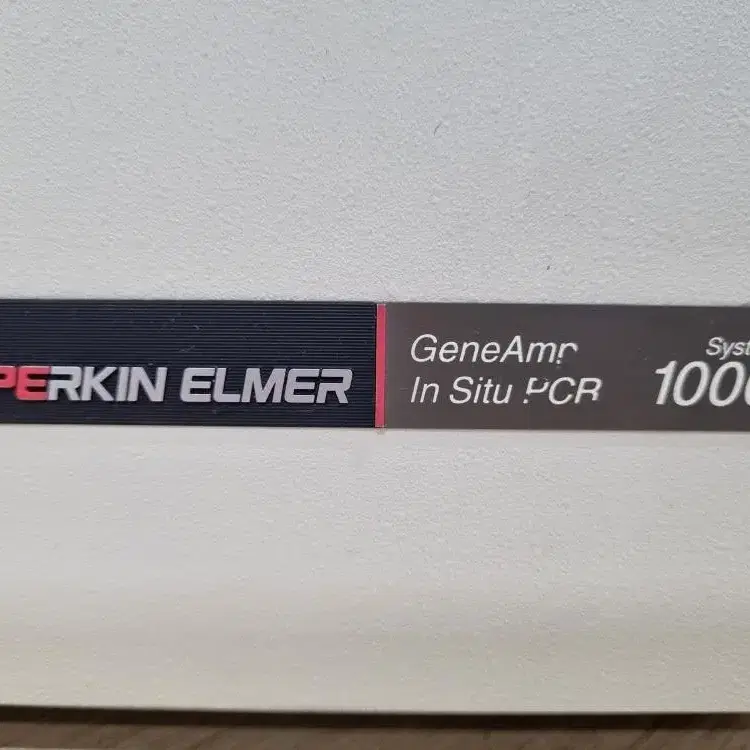 PERKIN ELMER
GeneAmp
In Situ PCR
Syst
1000